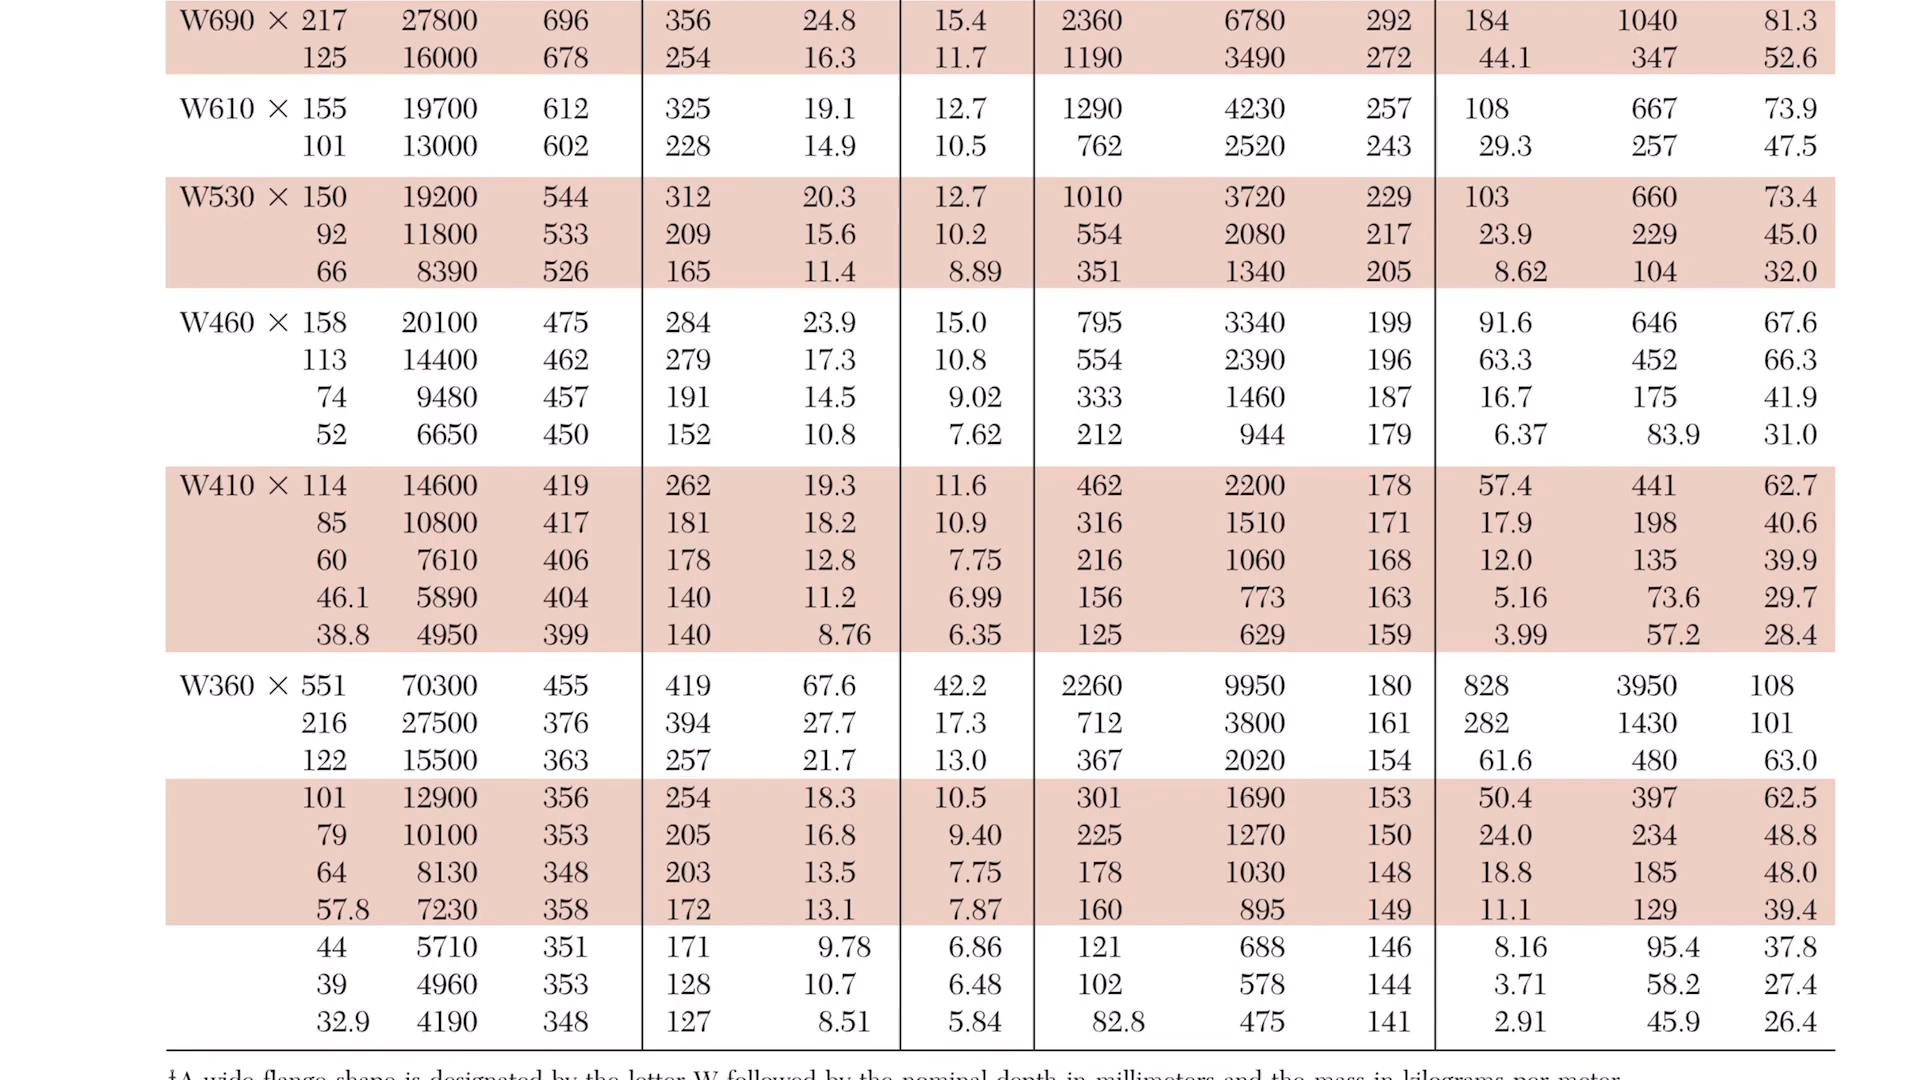 W690 × 217 27800 696 356 24.8 15.4 2360 6780 292 184 1040 81.3
125 16000 678 254 16.3 11.7 1190 3490 272 44.1 347 52.6
W610 × 155 19700 612 325 19.1 12.7 1290 4230 257 108 667 73.9
101 13000 602 228 14.9 10.5 762 2520 243 29.3 257 47.5
W530 × 150 19200 544 312 20.3 12.7 1010 3720 229 103 660 73.4
92 11800 533 209 15.6 10.2 554 2080 217 23.9 229 45.0
66 8390 526 165 11.4 8.89 351 1340 205 8.62 104 32.0
W460 × 158 20100 475 284 23.9 15.0 795 3340 199 91.6 646 67.6
113 14400 462 279 17.3 10.8 554 2390 196 63.3 452 66.3
74 9480 457 191 14.5 9.02 333 1460 187 16.7 175 41.9
52 6650 450 152 10.8 7.62 212 944 179 6.37 83.9 31.0
W410 × 114 14600 419 262 19.3 11.6 462 2200 178 57.4 441 62.7
85 10800 417 181 18.2 10.9 316 1510 171 17.9 198 40.6
60 7610 406 178 12.8 7.75 216 1060 168 12.0 135 39.9
46.1 5890 404 140 11.2 6.99 156 773 163 5.16 73.6 29.7
38.8 4950 399 140 8.76 6.35 125 629 159 3.99 57.2 28.4
W360 × 551 70300 455 419 67.6 42.2 2260 9950 180 828 3950 108
216 27500 376 394 27.7 17.3 712 3800 161 282 1430 101
122 15500 363 257 21.7 13.0 367 2020 154 61.6 480 63.0
101 12900 356 254 18.3 10.5 301 1690 153 50.4 397 62.5
79 10100 353 205 16.8 9.40 225 1270 150 24.0 234 48.8
64 8130 348 203 13.5 7.75 178 1030 148 18.8 185 48.0
57.8 7230 358 172 13.1 7.87 160 895 149 11.1 129 39.4
44 5710 351 171 9.78 6.86 121 688 146 8.16 95.4 37.8
39 4960 353 128 10.7 6.48 102 578 144 3.71 58.2 27.4
32.9 4190 348 127 8.51 5.84 82.8 475 141 2.91 45.9 26.4
†A wide-flange shape is designated by the letter W followed by the nominal depth in millimeters and the mass in kilograms per meter.